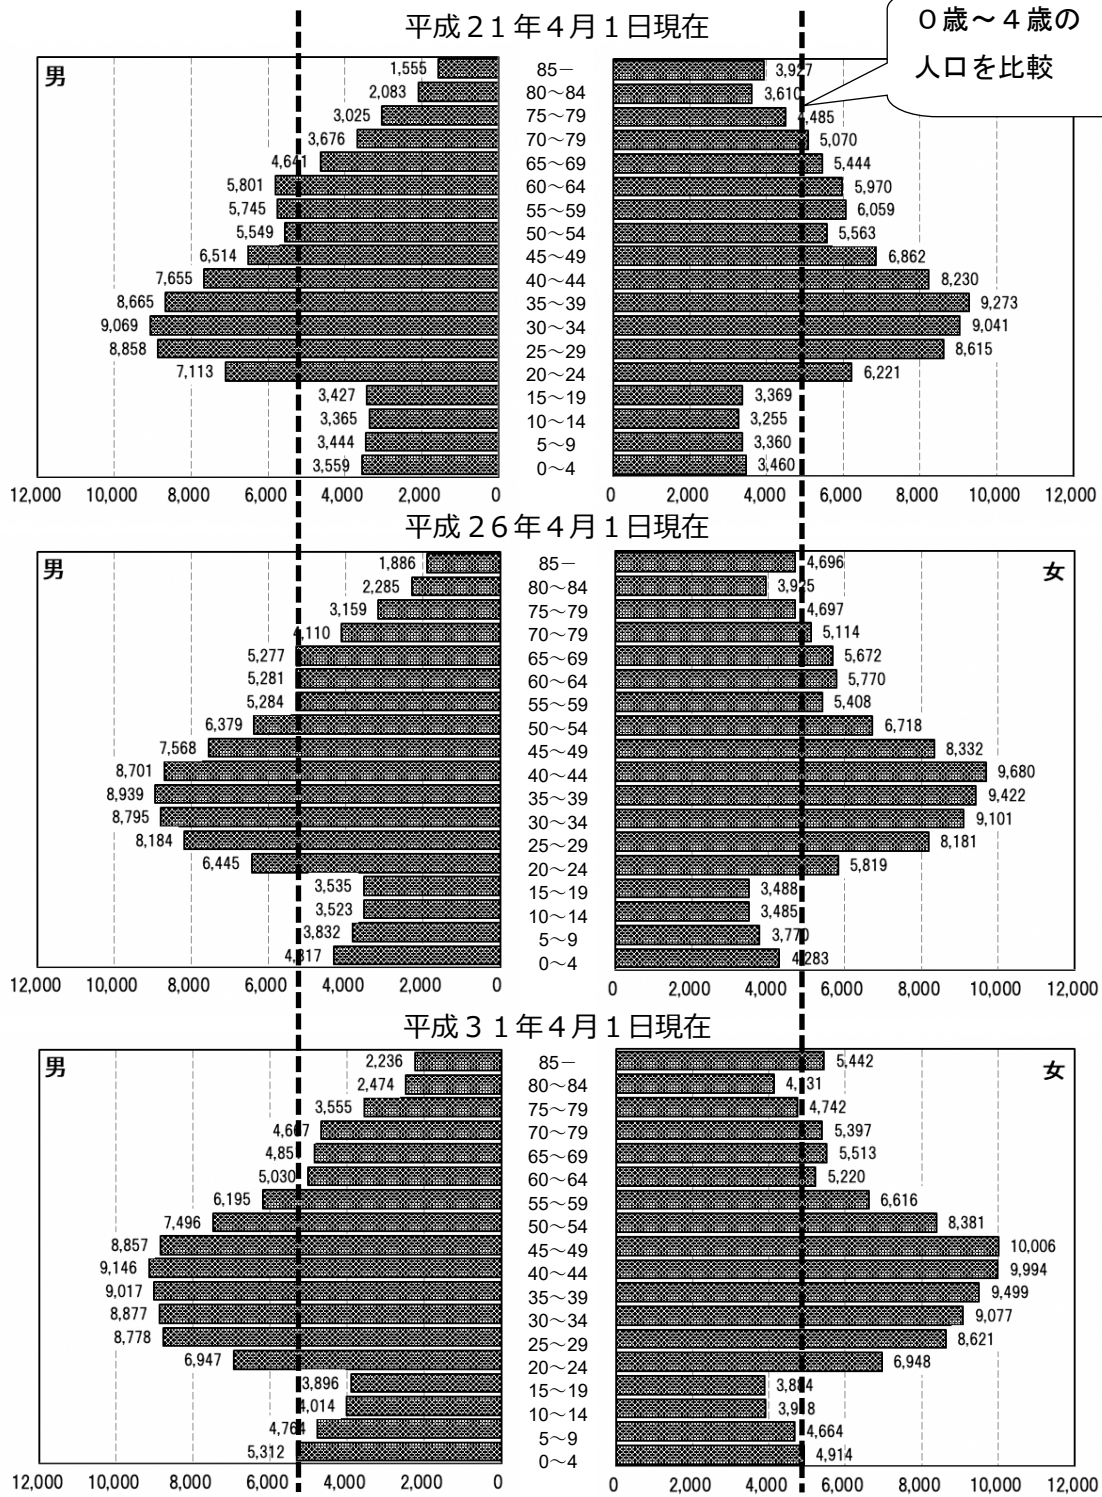 平成21年4月1日現在
０歳～４歳の
人口を比較
男
1,555 85－ 3,927
2,083 80～84 3,610
3,025 75～79 4,485
3,676 70～79 5,070
4,641 65～69 5,444
5,801 60～64 5,970
5,745 55～59 6,059
5,549 50～54 5,563
6,514 45～49 6,862
7,655 40～44 8,230
8,665 35～39 9,273
9,069 30～34 9,041
8,858 25～29 8,615
7,113 20～24 6,221
3,427 15～19 3,369
3,365 10～14 3,255
3,444 5～9 3,360
3,559 0～4 3,460
12,000 10,000 8,000 6,000 4,000 2,000 0 0 2,000 4,000 6,000 8,000 10,000 12,000
平成26年4月1日現在
男 女
1,886 85－ 4,696
2,285 80～84 3,925
3,159 75～79 4,697
4,110 70～79 5,114
5,277 65～69 5,672
5,281 60～64 5,770
5,284 55～59 5,408
6,379 50～54 6,718
7,568 45～49 8,332
8,701 40～44 9,680
8,939 35～39 9,422
8,795 30～34 9,101
8,184 25～29 8,181
6,445 20～24 5,819
3,535 15～19 3,488
3,523 10～14 3,485
3,832 5～9 3,770
0～4 4,283
12,000 10,000 8,000 6,000 4,000 2,000 0 0 2,000 4,000 6,000 8,000 10,000 12,000
平成31年4月1日現在
男 女
2,236 85－ 5,442
2,474 80～84
3,555 75～79 4,742
70～79 5,397
65～69 5,513
5,030 60～64 5,220
6,195 55～59 6,616
7,496 50～54 8,381
8,857 45～49 10,006
9,146 40～44 9,994
9,017 35～39 9,499
8,877 30～34 9,077
8,778 25～29 8,621
6,947 20～24 6,948
3,896 15～19
4,014 10～14
4,764 5～9 4,664
5,312 0～4 4,914
12,000 10,000 8,000 6,000 4,000 2,000 0 0 2,000 4,000 6,000 8,000 10,000 12,000